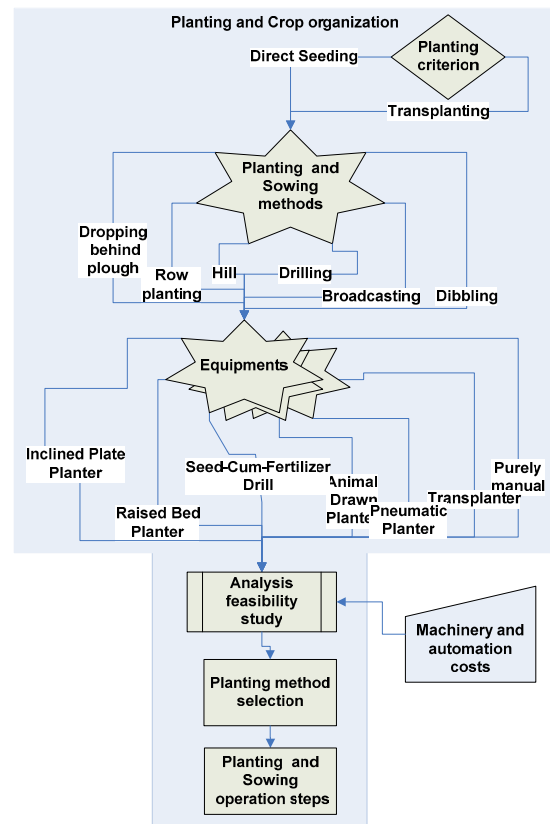 Planting and Crop organization
Planting
criterion
Direct Seeding
Transplanting
Planting and
Sowing
methods
Dropping
behind
plough
Row
planting
Hill
Drilling
Broadcasting
Dibbling
Equipments
Inclined Plate
Planter
Raised Bed
Planter
Seed-Cum-Fertilizer
Drill
Animal
Drawn
Plante
Pneumatic
Planter
Transplanter
Purely
manual
Analysis
feasibility
study
Machinery and
automation
costs
Planting method
selection
Planting and
Sowing
operation steps